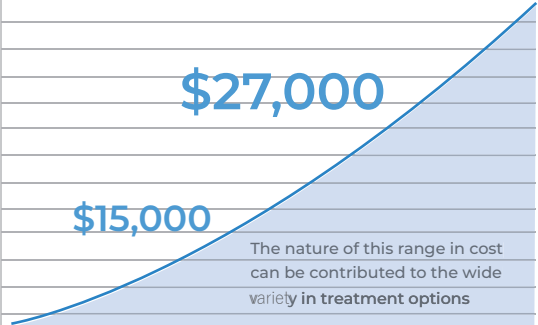 $27,000
$15,000
The nature of this range in cost
can be contributed to the wide
variety in treatment options